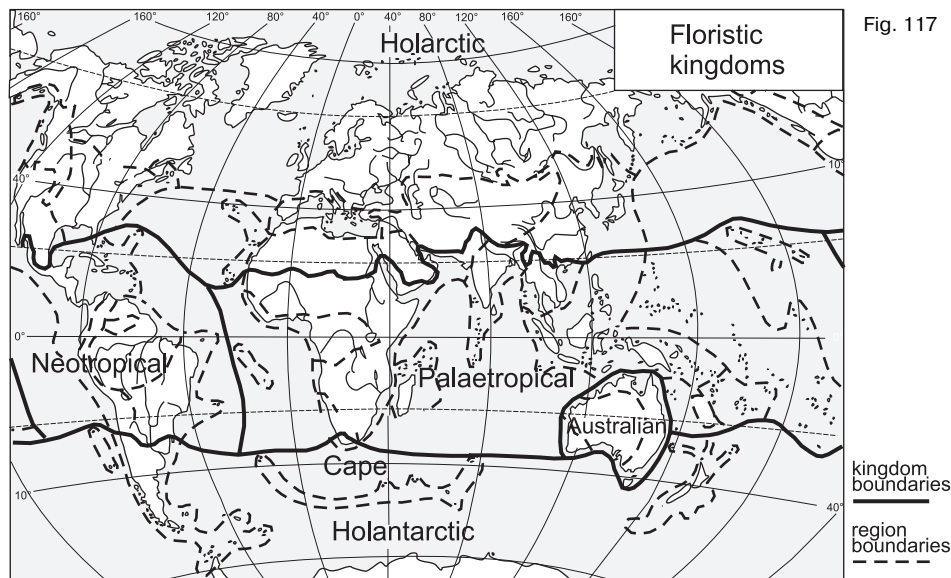 160° 160° 120° 80° 40° 0° 40° 80° 120° 160° 160°
Fig. 117
Holarctic
Floristic
kingdoms
10°
40°
0°
0
Neotropical
Palaetropical
Australian
Cape
kingdom
boundaries
10°
40°
Holantarctic
region
boundaries